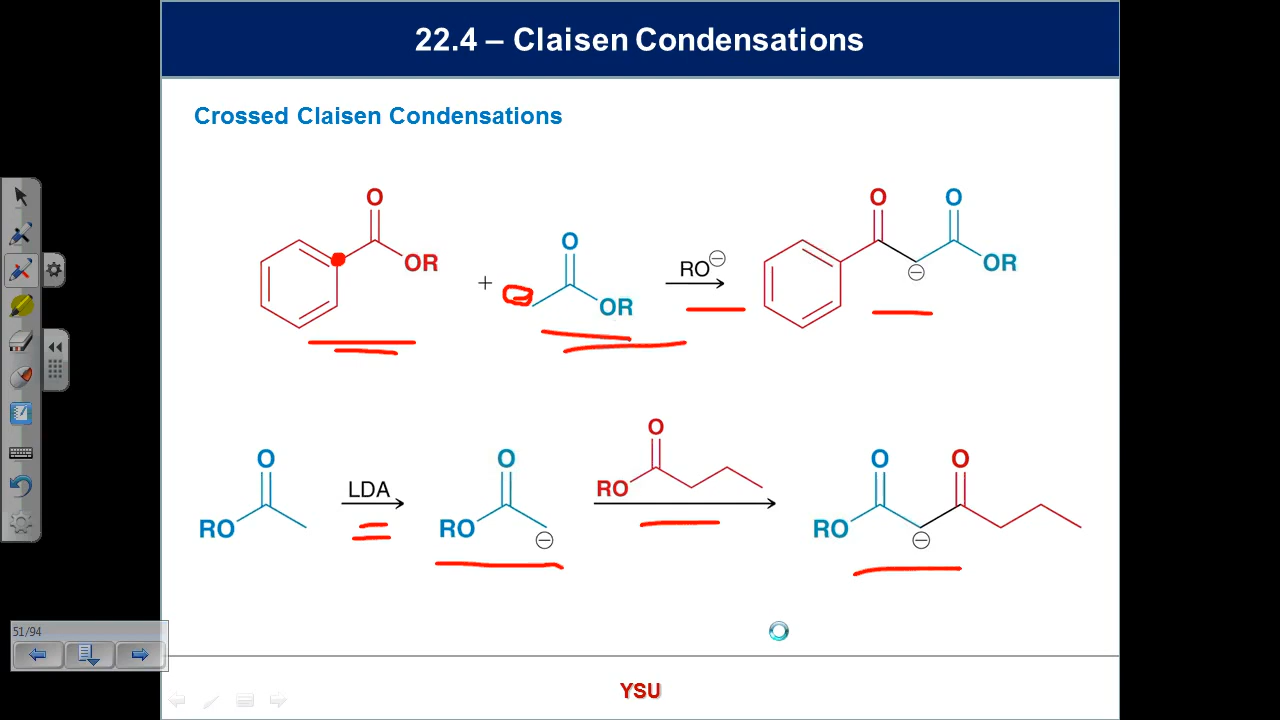 22.4 – Claisen Condensations
Crossed Claisen Condensations
O
OR
+
O
OR
RO⊖
O
O
OR
⊖
O
RO
LDA
O
RO
⊖
O
RO
O
O
RO
⊖
51/94
YSU